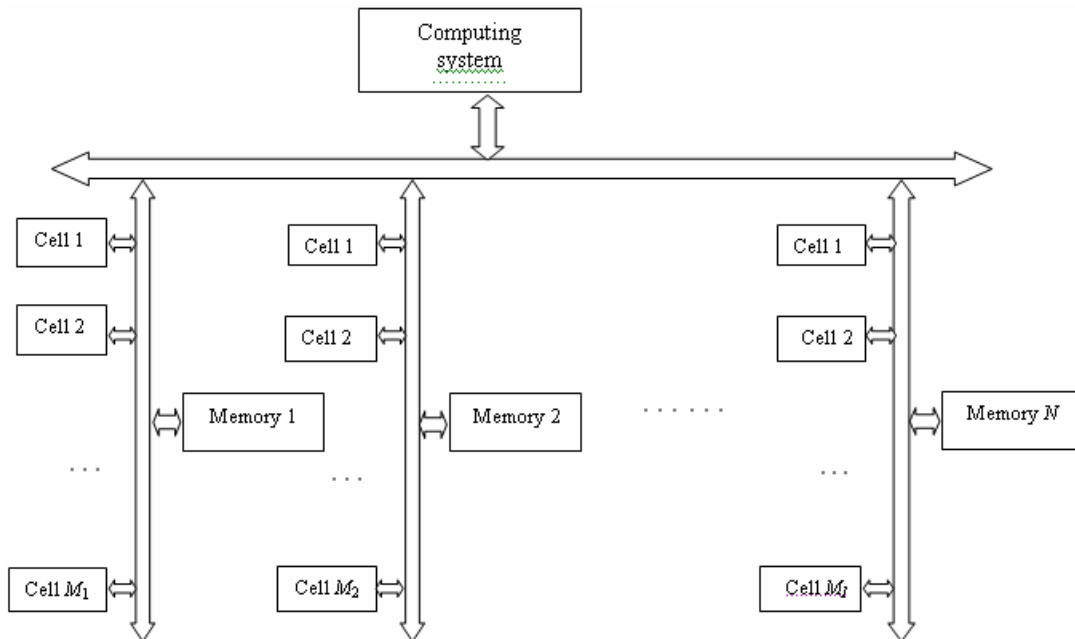 Computing
system
............
Cell 1
Cell 1
Cell 1
Cell 2
Cell 2
Cell 2
Memory 1
Memory 2
......
Memory N
...
...
...
Cell M₁
Cell M₂
Cell Mₗ